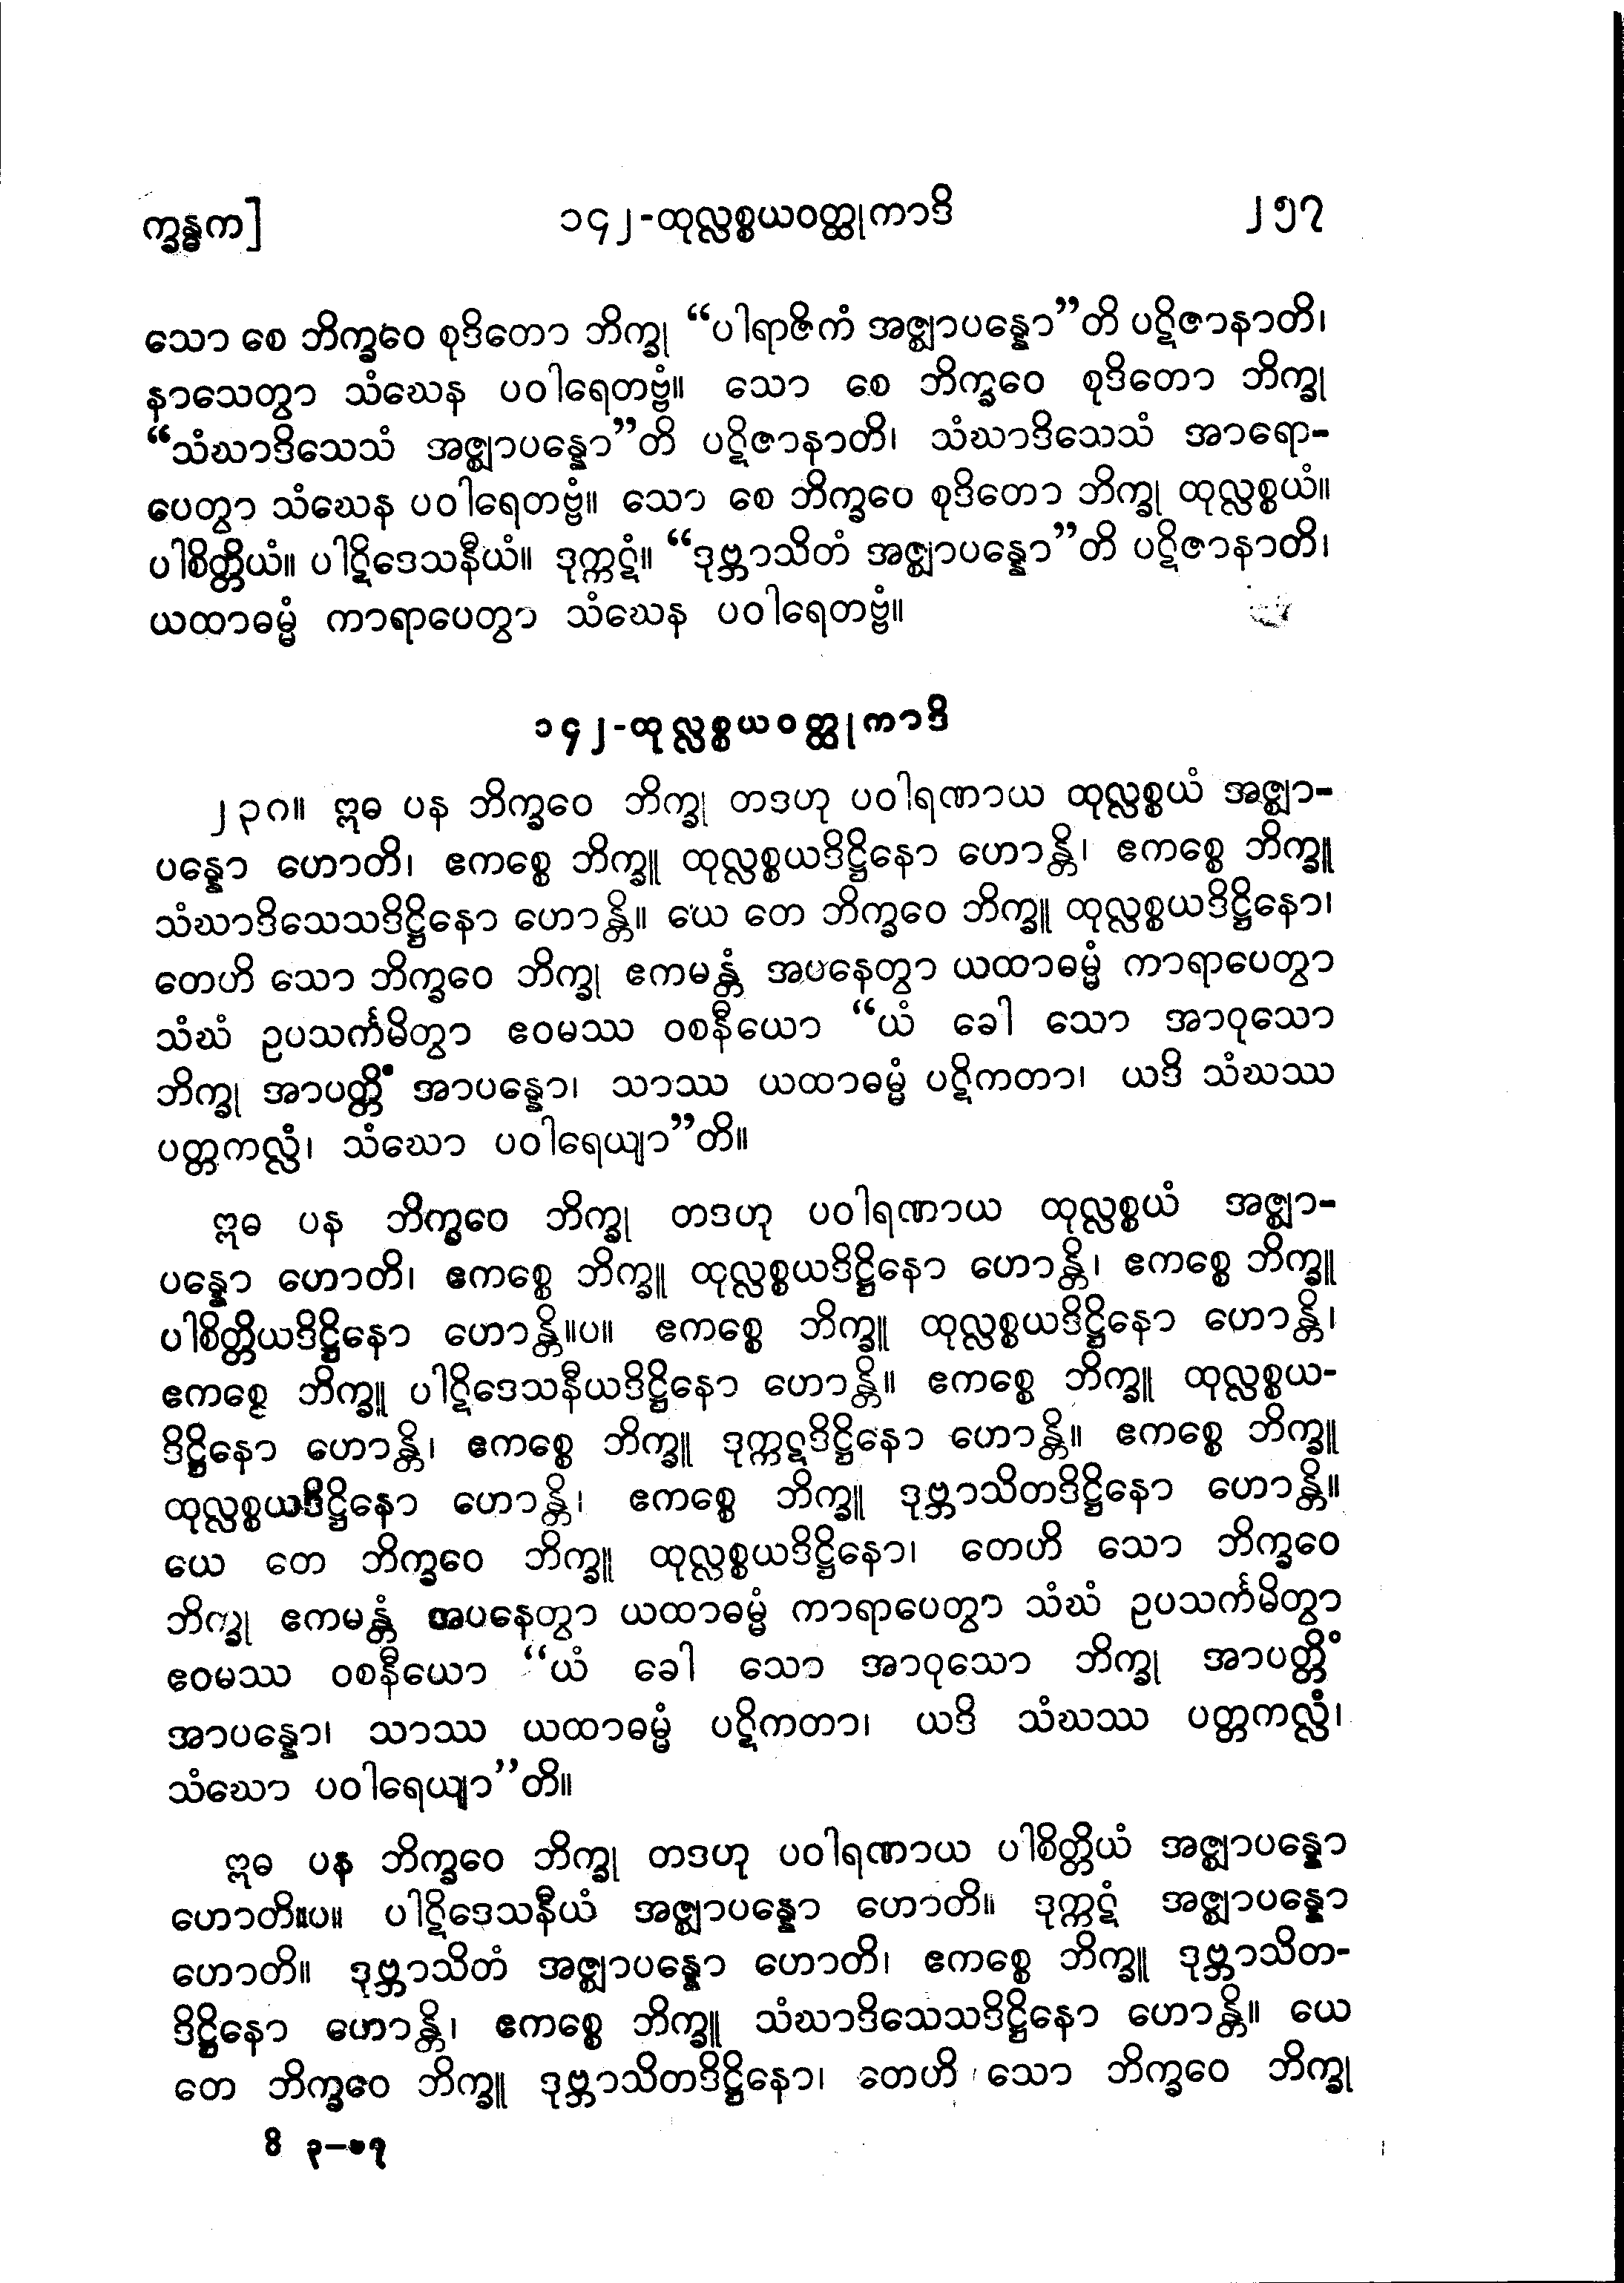 က္ခန္ဓက]
၁၄၂-ထုလ္လစ္စယဝတ္ထုကာဒိ
၂၅၇
သော စေ ဘိက္ခဝေ စုဒိတော ဘိက္ခု “ပါရာဇိကံ အဇ္ဈာပန္နော”တိ ပဋိဇာနာတိ၊
နာသေတွာ သံဃေန ပဝါရေတဗ္ဗံ။ သော စေ ဘိက္ခဝေ စုဒိတော ဘိက္ခု
“သံဃာဒိသေသံ အဇ္ဈာပန္နော”တိ ပဋိဇာနာတိ၊ သံဃာဒိသေသံ အာရော-
ပေတွာ သံဃေန ပဝါရေတဗ္ဗံ။ သော စေ ဘိက္ခဝေ စုဒိတော ဘိက္ခု ထုလ္လစ္စယံ။
ပါစိတ္တိယံ။ ပါဋိဒေသနီယံ။ ဒုက္ကဋံ။ “ဒုဗ္ဘာသိတံ အဇ္ဈာပန္နော”တိ ပဋိဇာနာတိ၊
ယထာဓမ္မံ ကာရာပေတွာ သံဃေန ပဝါရေတဗ္ဗံ။
၁၄၂-ထုလ္လစ္စယဝတ္ထုကာဒိ
၂၃၈။ ဣဓ ပန ဘိက္ခဝေ ဘိက္ခု တဒဟု ပဝါရဏာယ ထုလ္လစ္စယံ အဇ္ဈာ-
ပန္နော ဟောတိ၊ ဧကစ္စေ ဘိက္ခူ ထုလ္လစ္စယဒိဋ္ဌိနော ဟောန္တိ၊ ဧကစ္စေ ဘိက္ခူ
သံဃာဒိသေသဒိဋ္ဌိနော ဟောန္တိ။ ယေ တေ ဘိက္ခဝေ ဘိက္ခူ ထုလ္လစ္စယဒိဋ္ဌိနော၊
တေဟိ သော ဘိက္ခဝေ ဘိက္ခု ဧကမန္တံ အပနေတွာ ယထာဓမ္မံ ကာရာပေတွာ
သံဃံ ဥပသင်္ကမိတွာ ဧဝမဿ ဝစနီယော “ယံ ခေါ သော အာဝုသော
ဘိက္ခု အာပတ္တိံ အာပန္နော၊ သာဿ ယထာဓမ္မံ ပဋိကတာ၊ ယဒိ သံဃဿ
ပတ္တကလ္လံ၊ သံဃော ပဝါရေယျာ”တိ။
ဣဓ ပန ဘိက္ခဝေ ဘိက္ခု တဒဟု ပဝါရဏာယ ထုလ္လစ္စယံ အဇ္ဈာ-
ပန္နော ဟောတိ၊ ဧကစ္စေ ဘိက္ခူ ထုလ္လစ္စယဒိဋ္ဌိနော ဟောန္တိ၊ ဧကစ္စေ ဘိက္ခူ
ပါစိတ္တိယဒိဋ္ဌိနော ဟောန္တိ။ပ။ ဧကစ္စေ ဘိက္ခူ ထုလ္လစ္စယဒိဋ္ဌိနော ဟောန္တိ၊
ဧကစ္စေ ဘိက္ခူ ပါဋိဒေသနီယဒိဋ္ဌိနော ဟောန္တိ။ ဧကစ္စေ ဘိက္ခူ ထုလ္လစ္စယ-
ဒိဋ္ဌိနော ဟောန္တိ၊ ဧကစ္စေ ဘိက္ခူ ဒုက္ကဋဒိဋ္ဌိနော ဟောန္တိ။ ဧကစ္စေ ဘိက္ခူ
ထုလ္လစ္စယဒိဋ္ဌိနော ဟောန္တိ၊ ဧကစ္စေ ဘိက္ခူ ဒုဗ္ဘာသိတဒိဋ္ဌိနော ဟောန္တိ။
ယေ တေ ဘိက္ခဝေ ဘိက္ခူ ထုလ္လစ္စယဒိဋ္ဌိနော၊ တေဟိ သော ဘိက္ခဝေ
ဘိက္ခု ဧကမန္တံ အပနေတွာ ယထာဓမ္မံ ကာရာပေတွာ သံဃံ ဥပသင်္ကမိတွာ
ဧဝမဿ ဝစနီယော “ယံ ခေါ သော အာဝုသော ဘိက္ခု အာပတ္တိံ
အာပန္နော၊ သာဿ ယထာဓမ္မံ ပဋိကတာ၊ ယဒိ သံဃဿ ပတ္တကလ္လံ၊
သံဃော ပဝါရေယျာ”တိ။
ဣဓ ပန ဘိက္ခဝေ ဘိက္ခု တဒဟု ပဝါရဏာယ ပါစိတ္တိယံ အဇ္ဈာပန္နော
ဟောတိ။ပ။ ပါဋိဒေသနီယံ အဇ္ဈာပန္နော ဟောတိ။ ဒုက္ကဋံ အဇ္ဈာပန္နော
ဟောတိ။ ဒုဗ္ဘာသိတံ အဇ္ဈာပန္နော ဟောတိ၊ ဧကစ္စေ ဘိက္ခူ ဒုဗ္ဘာသိတ-
ဒိဋ္ဌိနော ဟောန္တိ၊ ဧကစ္စေ ဘိက္ခူ သံဃာဒိသေသဒိဋ္ဌိနော ဟောန္တိ။ ယေ
တေ ဘိက္ခဝေ ဘိက္ခူ ဒုဗ္ဘာသိတဒိဋ္ဌိနော၊ တေဟိ သော ဘိက္ခဝေ ဘိက္ခု
ဝိ ၃-၁၇